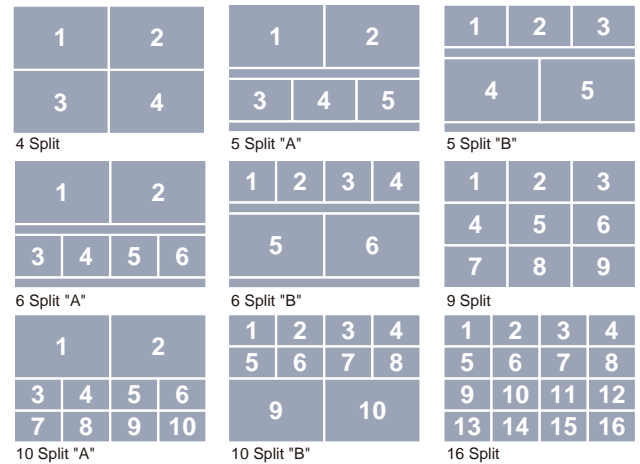 1 2
3 4
4 Split
1 2
3 4 5
5 Split "A"
1 2 3
4 5
5 Split "B"
1 2
3 4 5 6
6 Split "A"
1 2 3 4
5 6
6 Split "B"
1 2 3
4 5 6
7 8 9
9 Split
1 2
3 4 5 6
7 8 9 10
10 Split "A"
1 2 3 4
5 6 7 8
9 10
10 Split "B"
1 2 3 4
5 6 7 8
9 10 11 12
13 14 15 16
16 Split